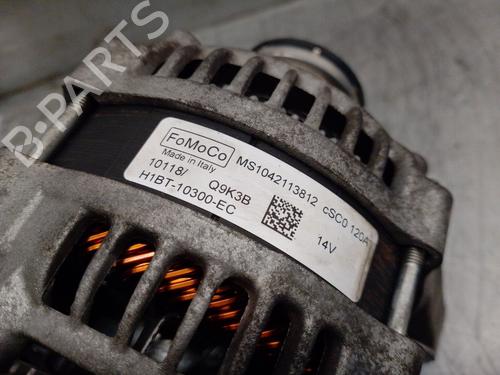 B-PARTS
FoMoCo
Made in Italy
MS1042113812 cSC0 120A
10118/ Q9K3B
H1BT-10300-EC
14V